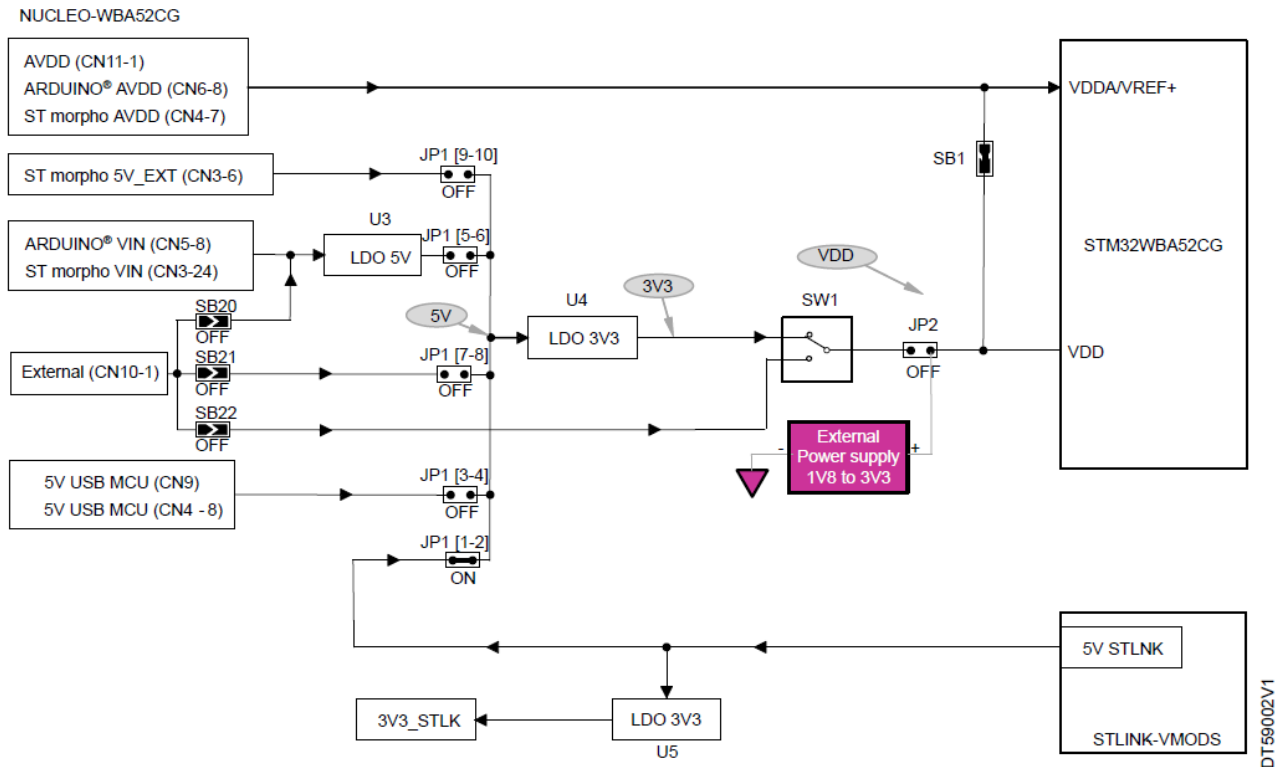 NUCLEO-WBA52CG
AVDD (CN11-1)
ARDUINO® AVDD (CN6-8)
ST morpho AVDD (CN4-7)
VDDA/VREF+
JP1 [9-10]
SB1
ST morpho 5V_EXT (CN3-6)
OFF
U3
ARDUINO® VIN (CN5-8)
ST morpho VIN (CN3-24)
LDO 5V
JP1 [5-6]
OFF
VDD
STM32WBA52CG
SB20
OFF
5V
U4
3V3
SW1
LDO 3V3
JP2
OFF
VDD
External (CN10-1)
SB21
OFF
JP1 [7-8]
OFF
SB22
OFF
External
Power supply
1V8 to 3V3
-
+
5V USB MCU (CN9)
5V USB MCU (CN4 - 8)
JP1 [3-4]
OFF
JP1 [1-2]
ON
5V STLNK
3V3_STLK
LDO 3V3
U5
STLINK-VMODS
DT59002V1